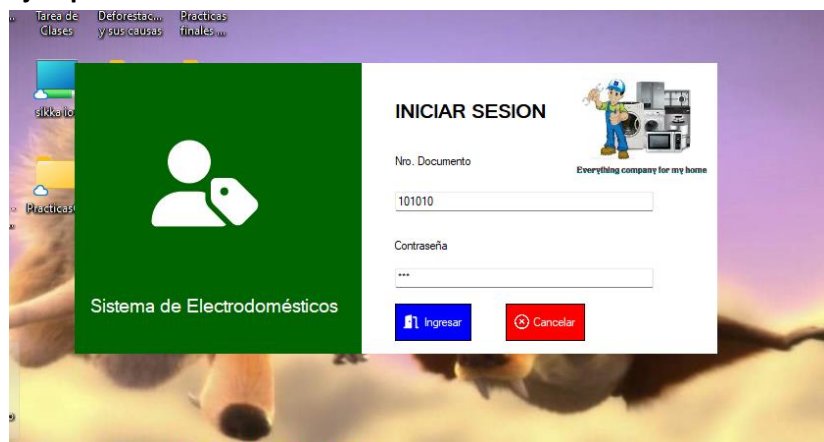 Tarea de Clases
Deforestac... y sus causas
Practicas finales ...
INICIAR SESION
Nro. Documento
Everything company for my home
101010
Contraseña
***
Sistema de Electrodomésticos
Ingresar
Cancelar